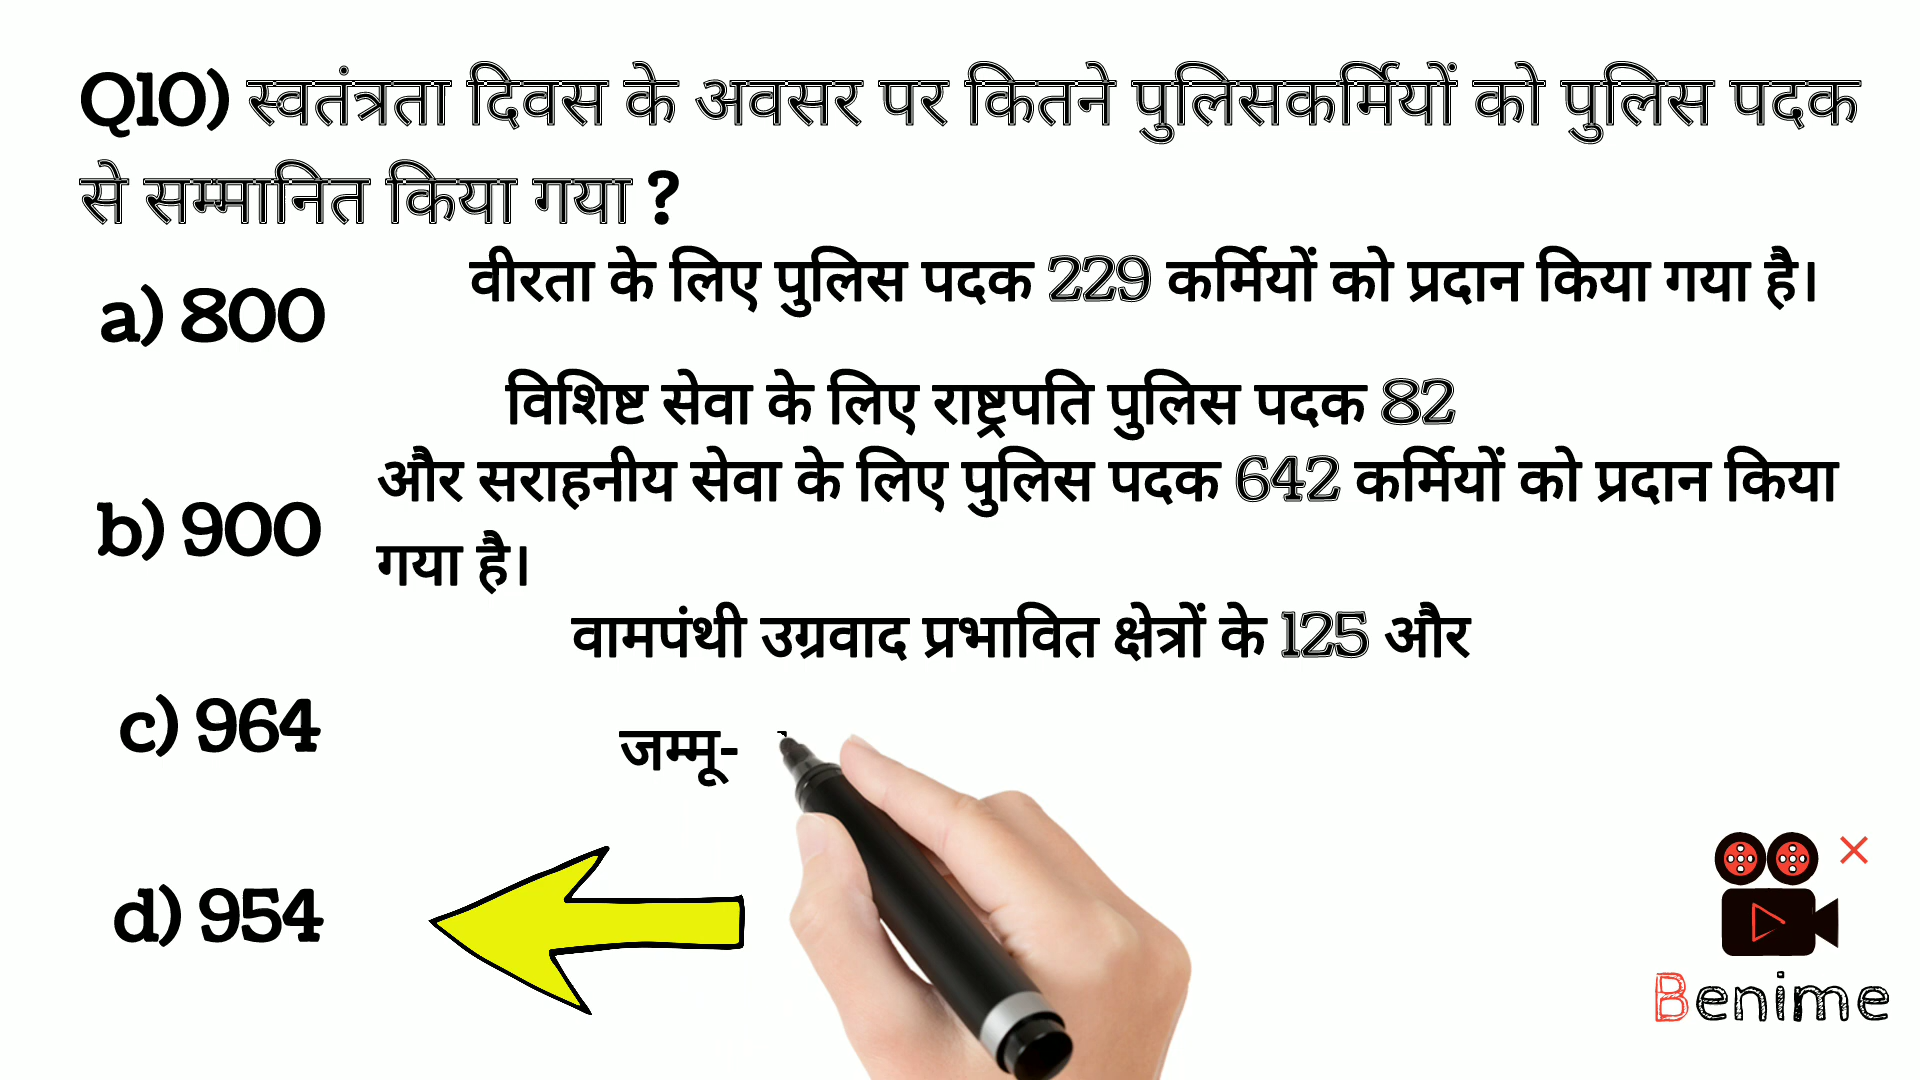 Q10) स्वतंत्रता दिवस के अवसर पर कितने पुलिसकर्मियों को पुलिस पदक
से सम्मानित किया गया ?
वीरता के लिए पुलिस पदक 229 कर्मियों को प्रदान किया गया है।
a) 800
विशिष्ट सेवा के लिए राष्ट्रपति पुलिस पदक 82
और सराहनीय सेवा के लिए पुलिस पदक 642 कर्मियों को प्रदान किया
b) 900
गया है।
वामपंथी उग्रवाद प्रभावित क्षेत्रों के 125 और
c) 964
जम्मू-
d) 954
Benime